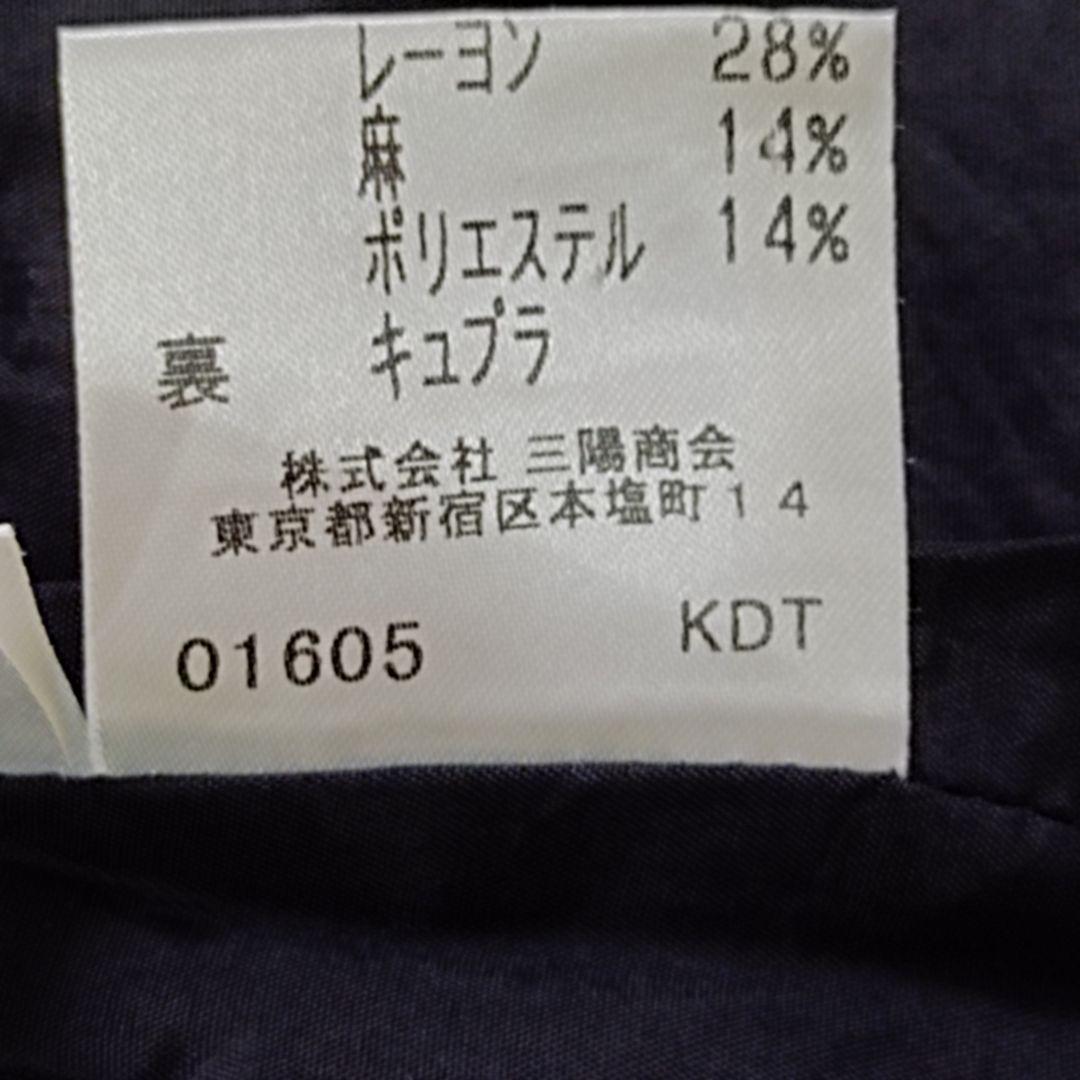 レーヨン 28%
麻 14%
ポリエステル 14%
裏 キュプラ
株式会社 三陽商会
東京都新宿区本塩町14
01605 KDT